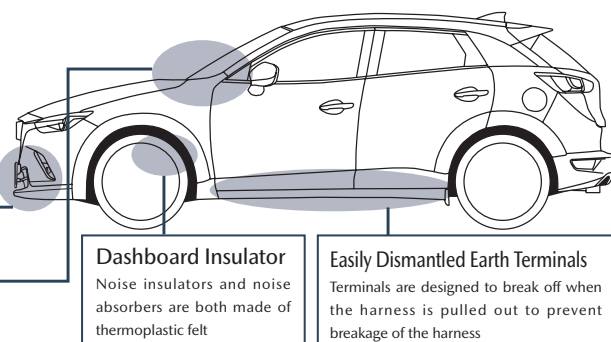 Dashboard Insulator
Noise insulators and noise
absorbers are both made of
thermoplastic felt
Easily Dismantled Earth Terminals
Terminals are designed to break off when
the harness is pulled out to prevent
breakage of the harness